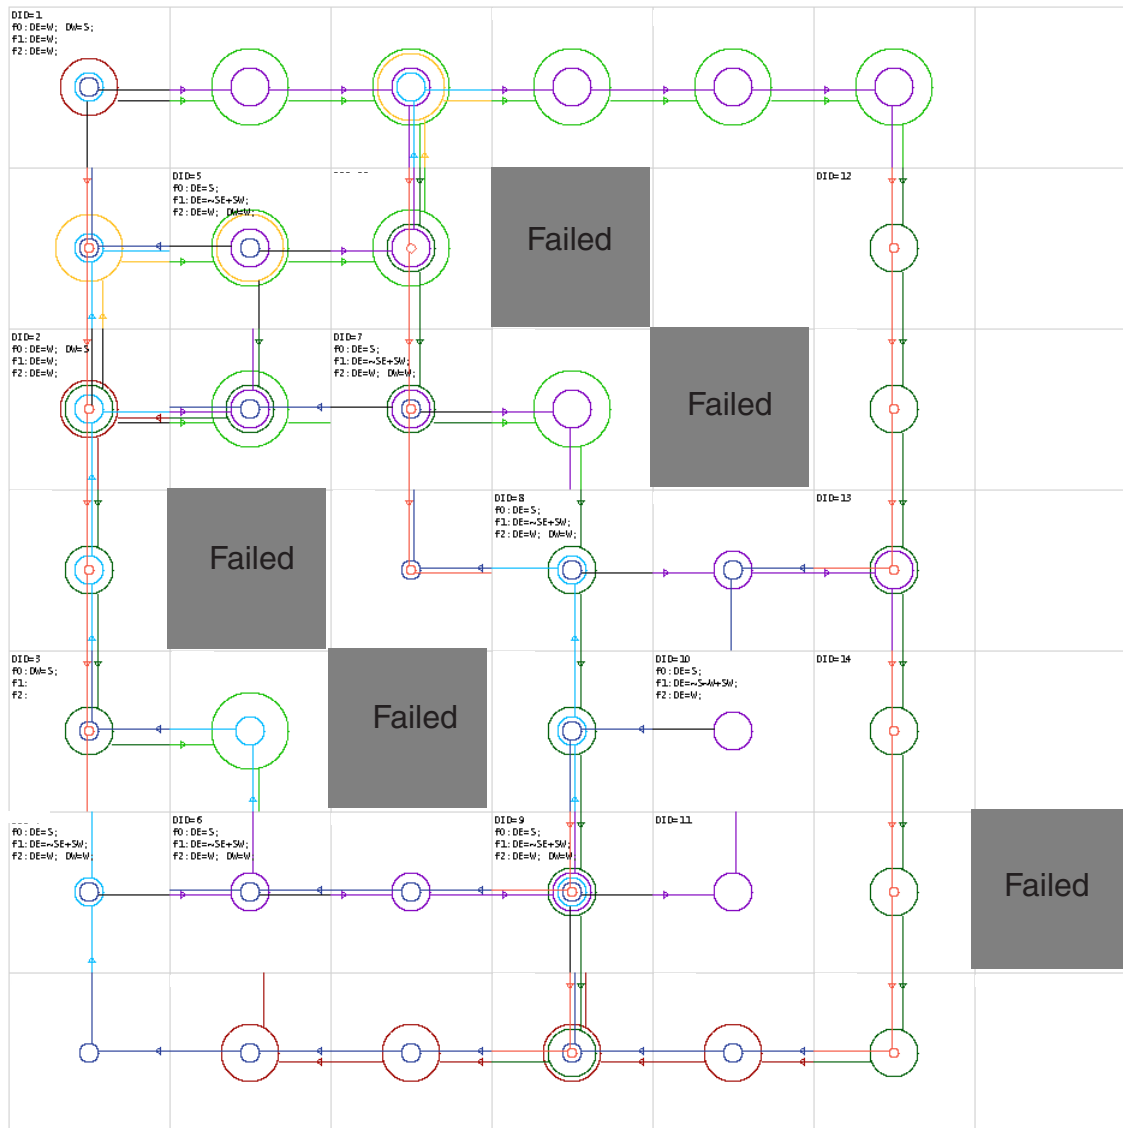 DID=1
f0:DE=W; DW=S;
f1:DE=W;
f2:DE=W;
DID=5
f0:DE=S;
f1:DE=~SE+SW;
f2:DE=W; DW=W;
DID=12
Failed
DID=2
f0:DE=W; DW=S
f1:DE=W;
f2:DE=W;
DID=7
f0:DE=S;
f1:DE=~SE+SW;
f2:DE=W; DW=W;
Failed
DID=8
f0:DE=S;
f1:DE=~SE+SW;
f2:DE=W; DW=W;
DID=13
Failed
DID=3
f0:DW=S;
f1:
f2:
DID=10
f0:DE=S;
f1:DE=~S~W+SW;
f2:DE=W;
DID=14
Failed
f0:DE=S;
f1:DE=~SE+SW;
f2:DE=W; DW=W;
DID=6
f0:DE=S;
f1:DE=~SE+SW;
f2:DE=W; DW=W;
DID=9
f0:DE=S;
f1:DE=~SE+SW;
f2:DE=W; DW=W;
DID=11
Failed